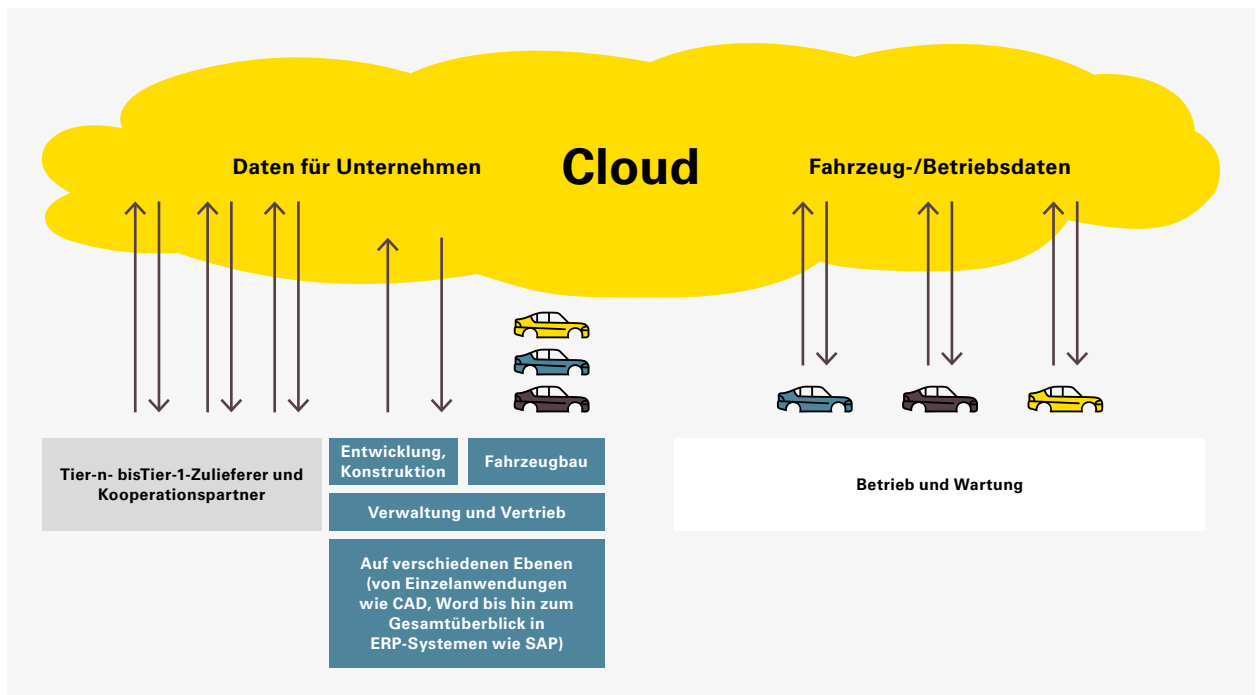 Daten für Unternehmen
Cloud
Fahrzeug-/Betriebsdaten
Tier-n- bisTier-1-Zulieferer und
Kooperationspartner
Entwicklung,
Konstruktion
Fahrzeugbau
Verwaltung und Vertrieb
Auf verschiedenen Ebenen
(von Einzelanwendungen
wie CAD, Word bis hin zum
Gesamtüberblick in
ERP-Systemen wie SAP)
Betrieb und Wartung